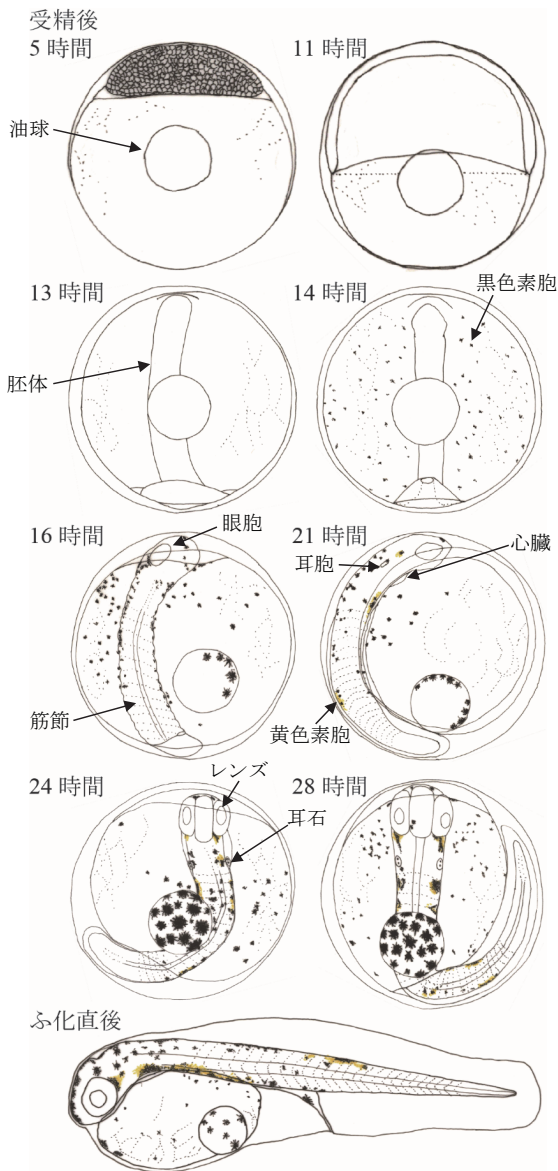 受精後
5 時間
11 時間
油球
13 時間
14 時間
黒色素胞
胚体
16 時間
眼胞
21 時間
耳胞
心臓
筋節
黄色素胞
24 時間
レンズ
耳石
28 時間
ふ化直後